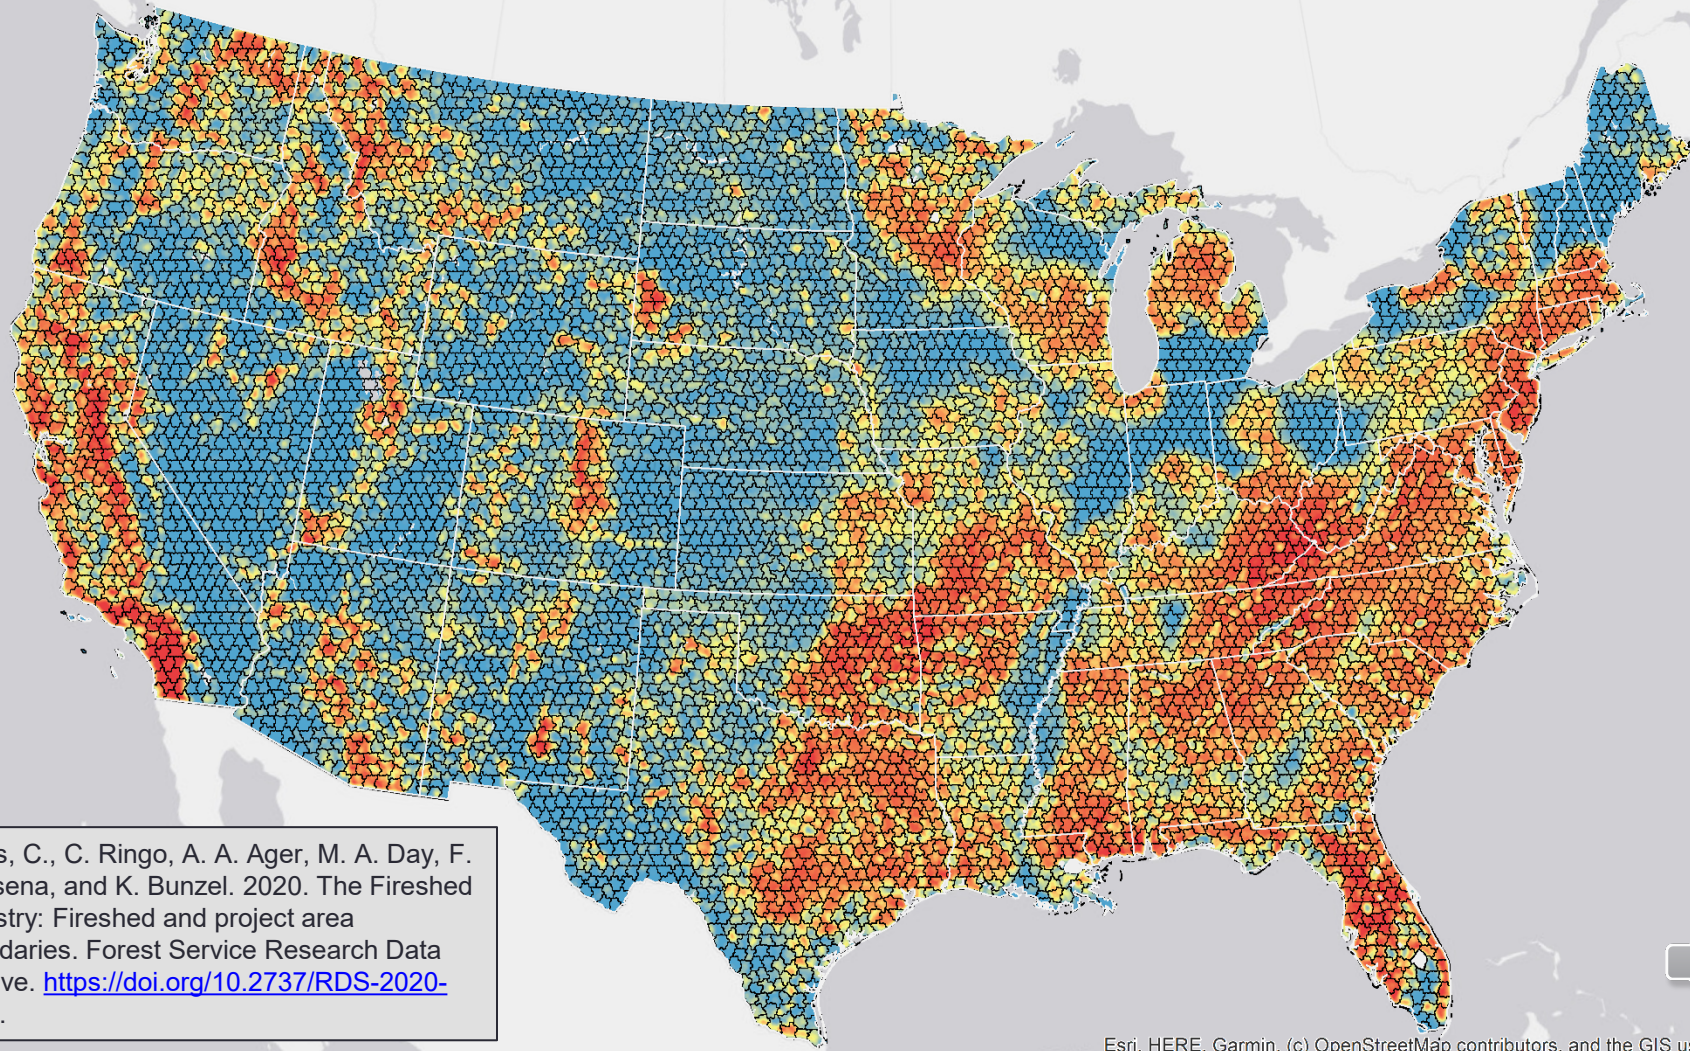 s, C., C. Ringo, A. A. Ager, M. A. Day, F.
sena, and K. Bunzel. 2020. The Fireshed
stry: Fireshed and project area
daries. Forest Service Research Data
ve. https://doi.org/10.2737/RDS-2020-
.
Esri, HERE, Garmin, (c) OpenStreetMap contributors, and the GIS us